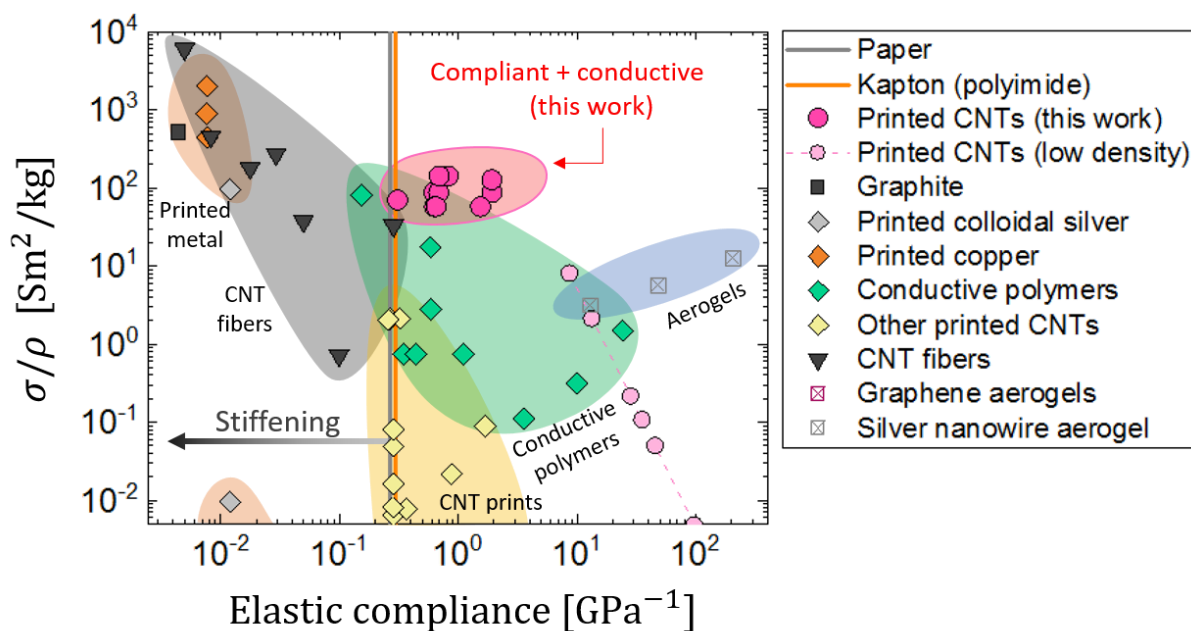 σ/ρ [Sm²/kg]
10⁴
10³
10²
10¹
10⁰
10⁻¹
10⁻²
Compliant + conductive
(this work)
Printed
metal
CNT
fibers
Aerogels
Stiffening
Conductive
polymers
CNT prints
10⁻²
10⁻¹
10⁰
10¹
10²
Elastic compliance [GPa⁻¹]
Paper
Kapton (polyimide)
Printed CNTs (this work)
Printed CNTs (low density)
Graphite
Printed colloidal silver
Printed copper
Conductive polymers
Other printed CNTs
CNT fibers
Graphene aerogels
Silver nanowire aerogel